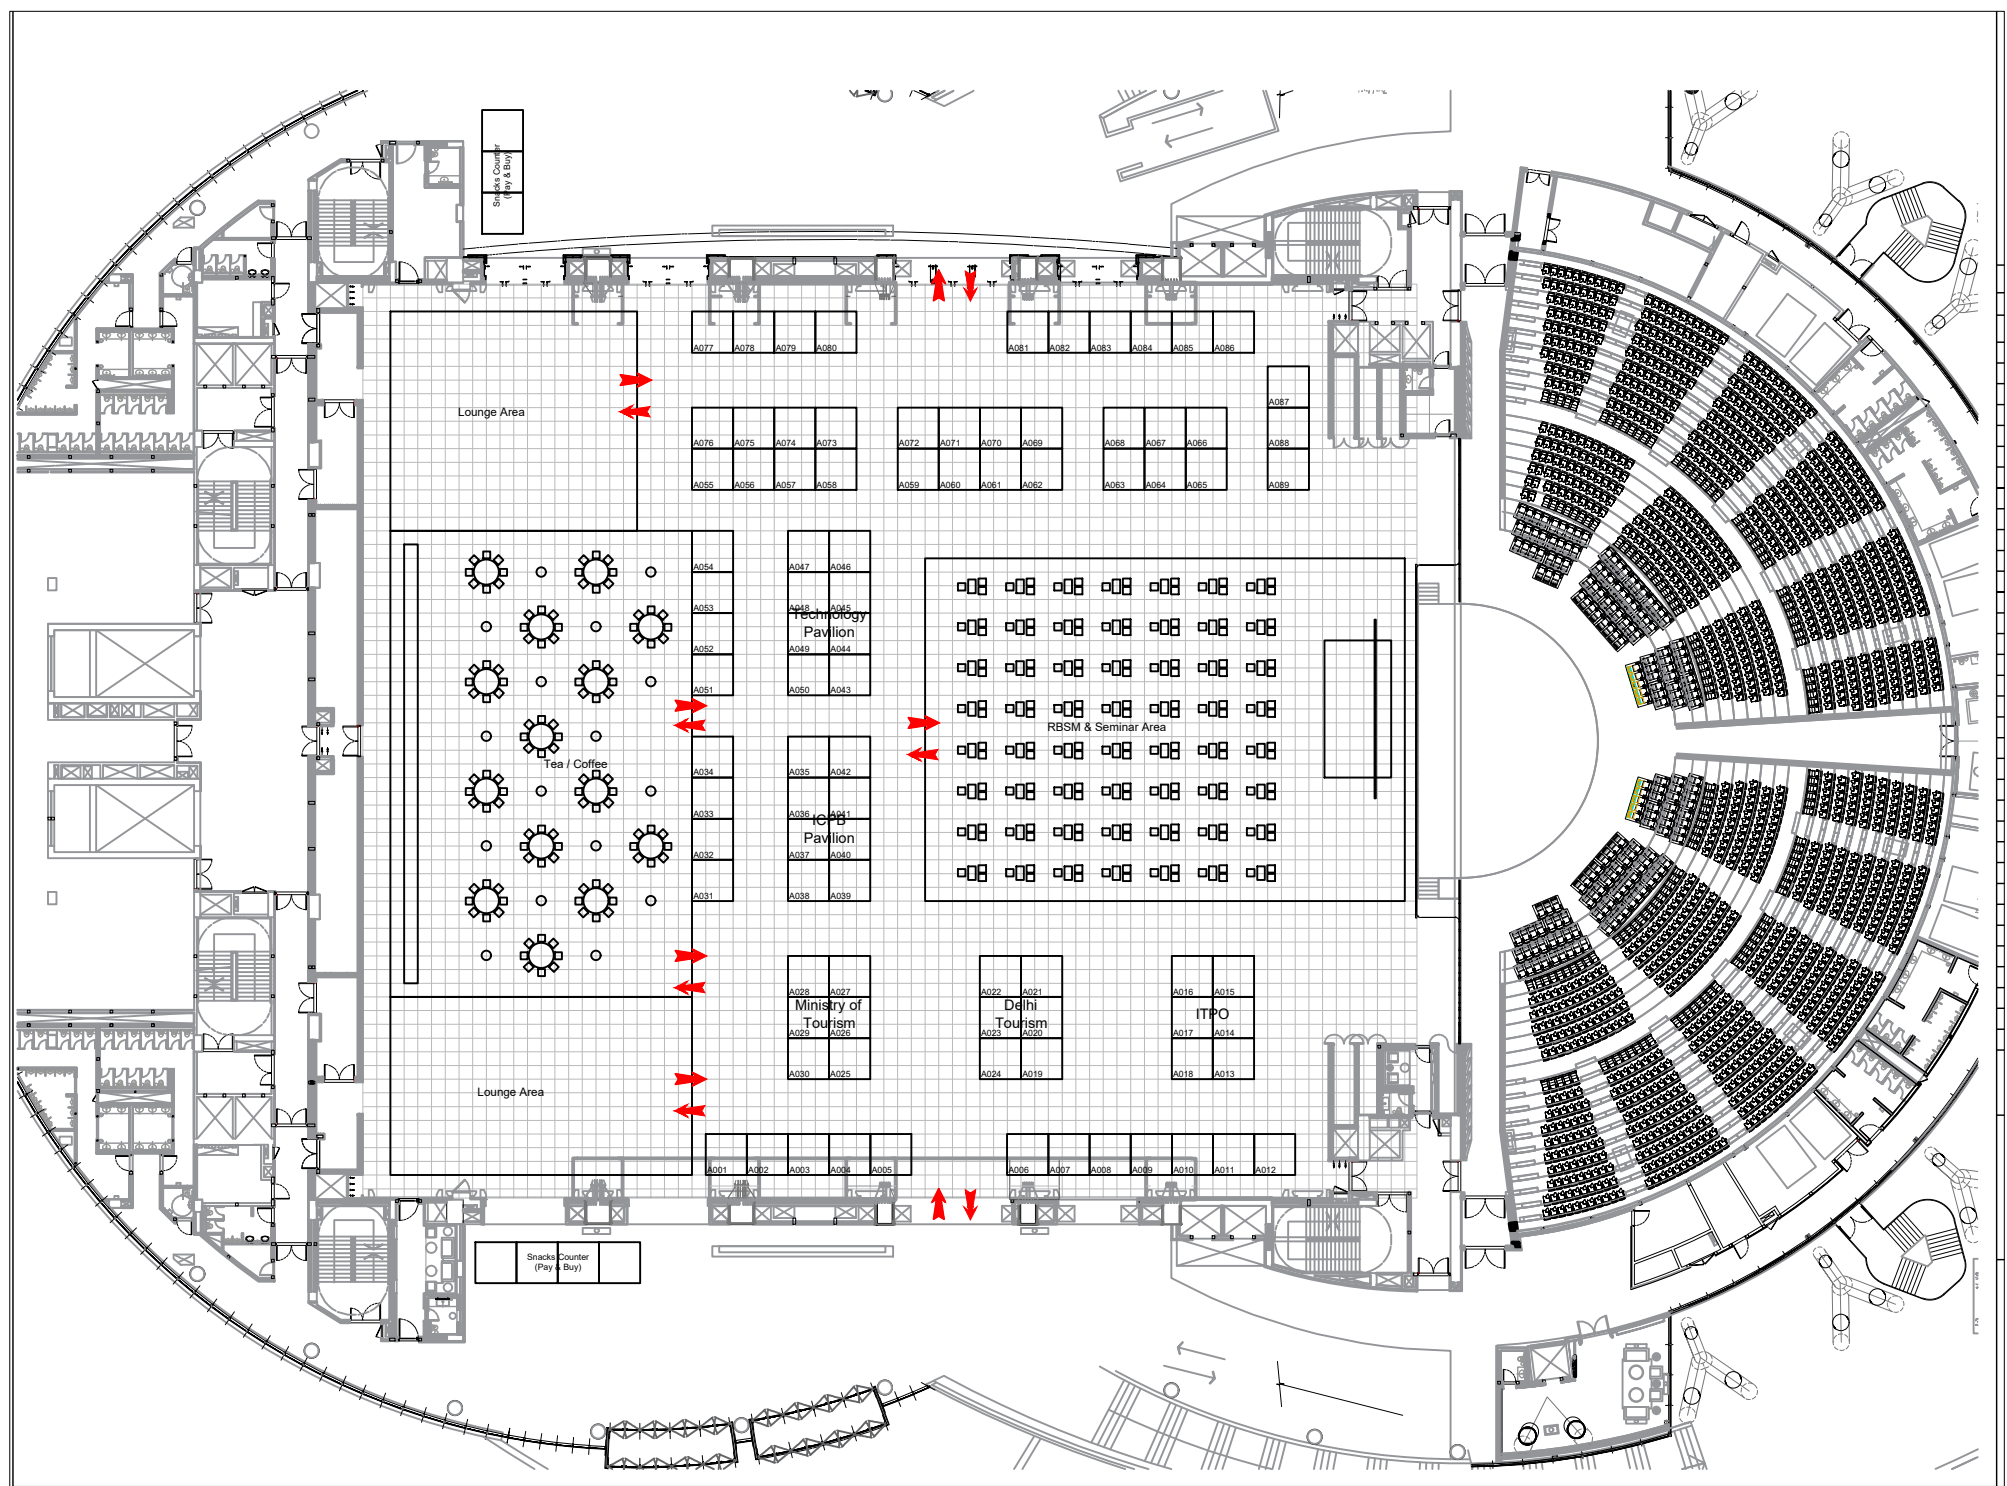 Snacks Counter
(Pay & Buy)
A077 A078 A079 A080
A081 A082 A083 A084 A085 A086
Lounge Area
A087
A076 A075 A074 A073
A072 A071 A070 A069
A068 A067 A066
A088
A055 A056 A057 A058
A059 A060 A061 A062
A063 A064 A065
A089
A054
A047 A046
A053
A048 A045
Technology
Pavilion
A052
A049 A044
A051
A050 A043
RBSM & Seminar Area
Tea / Coffee
A034
A035 A042
A033
A036 A041
ICPB
Pavilion
A032
A037 A040
A031
A038 A039
A028 A027
A022 A021
A016 A015
Ministry of
Tourism
Delhi
Tourism
ITPO
A029 A026
A023 A020
A017 A014
A030 A025
A024 A019
A018 A013
Lounge Area
A001 A002 A003 A004 A005
A006 A007 A008 A009 A010 A011 A012
Snacks Counter
(Pay & Buy)